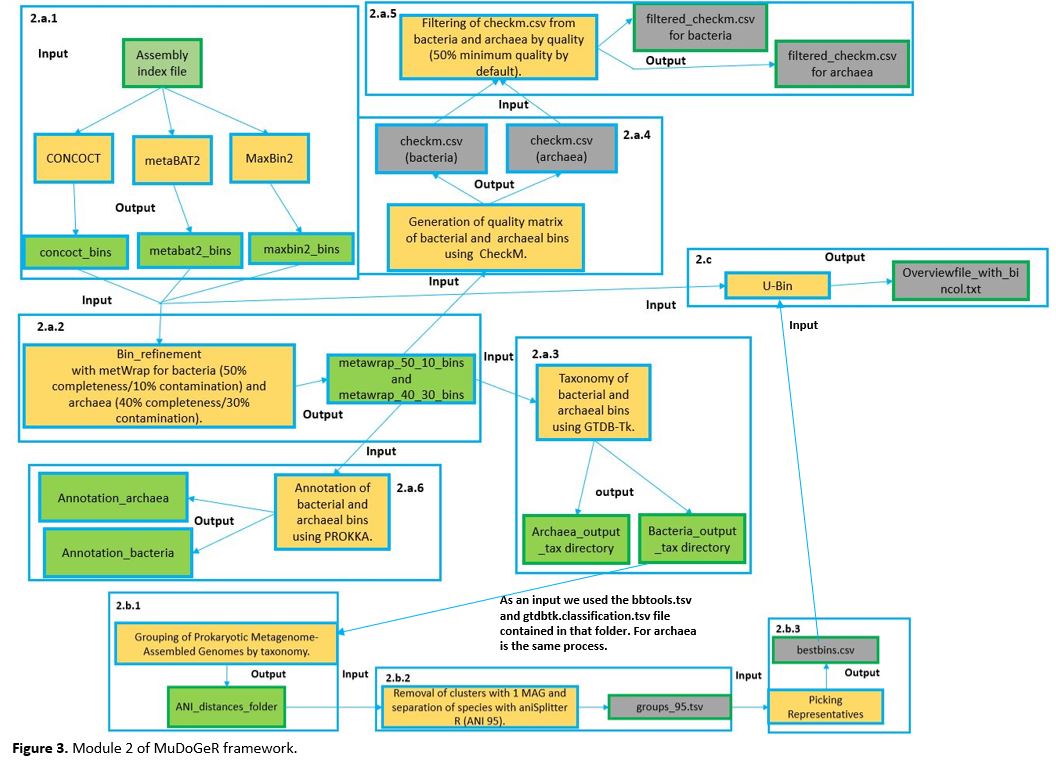 2.a.1
Input
Assembly
index file
CONCOCT
metaBAT2
MaxBin2
Output
concoct_bins
metabat2_bins
maxbin2_bins
Input
2.a.5
Filtering of checkm.csv from
bacteria and archaea by quality
(50% minimum quality by
default).
Output
filtered_checkm.csv
for bacteria
filtered_checkm.csv
for archaea
Input
2.a.4
checkm.csv
(bacteria)
checkm.csv
(archaea)
Output
Generation of quality matrix
of bacterial and archaeal bins
using CheckM.
Input
2.c
U-Bin
Output
Overviewfile_with_bi
ncol.txt
Input
Input
2.a.2
Bin_refinement
with metWrap for bacteria (50%
completeness/10% contamination) and
archaea (40% completeness/30%
contamination).
Output
metawrap_50_10_bins
and
metawrap_40_30_bins
Input
2.a.3
Taxonomy of
bacterial and
archaeal bins
using GTDB-Tk.
output
Archaea_output
_tax directory
Bacteria_output
_tax directory
Input
2.a.6
Annotation of
bacterial and
archaeal bins
using PROKKA.
Output
Annotation_archaea
Annotation_bacteria
As an input we used the bbtools.tsv
and gtdbtk.classification.tsv file
contained in that folder. For archaea
is the same process.
2.b.1
Grouping of Prokaryotic Metagenome-
Assembled Genomes by taxonomy.
Output
ANI_distances_folder
Input
2.b.2
Removal of clusters with 1 MAG and
separation of species with aniSplitter
R (ANI 95).
groups_95.tsv
Input
2.b.3
bestbins.csv
Output
Picking
Representatives
Figure 3. Module 2 of MuDoGeR framework.